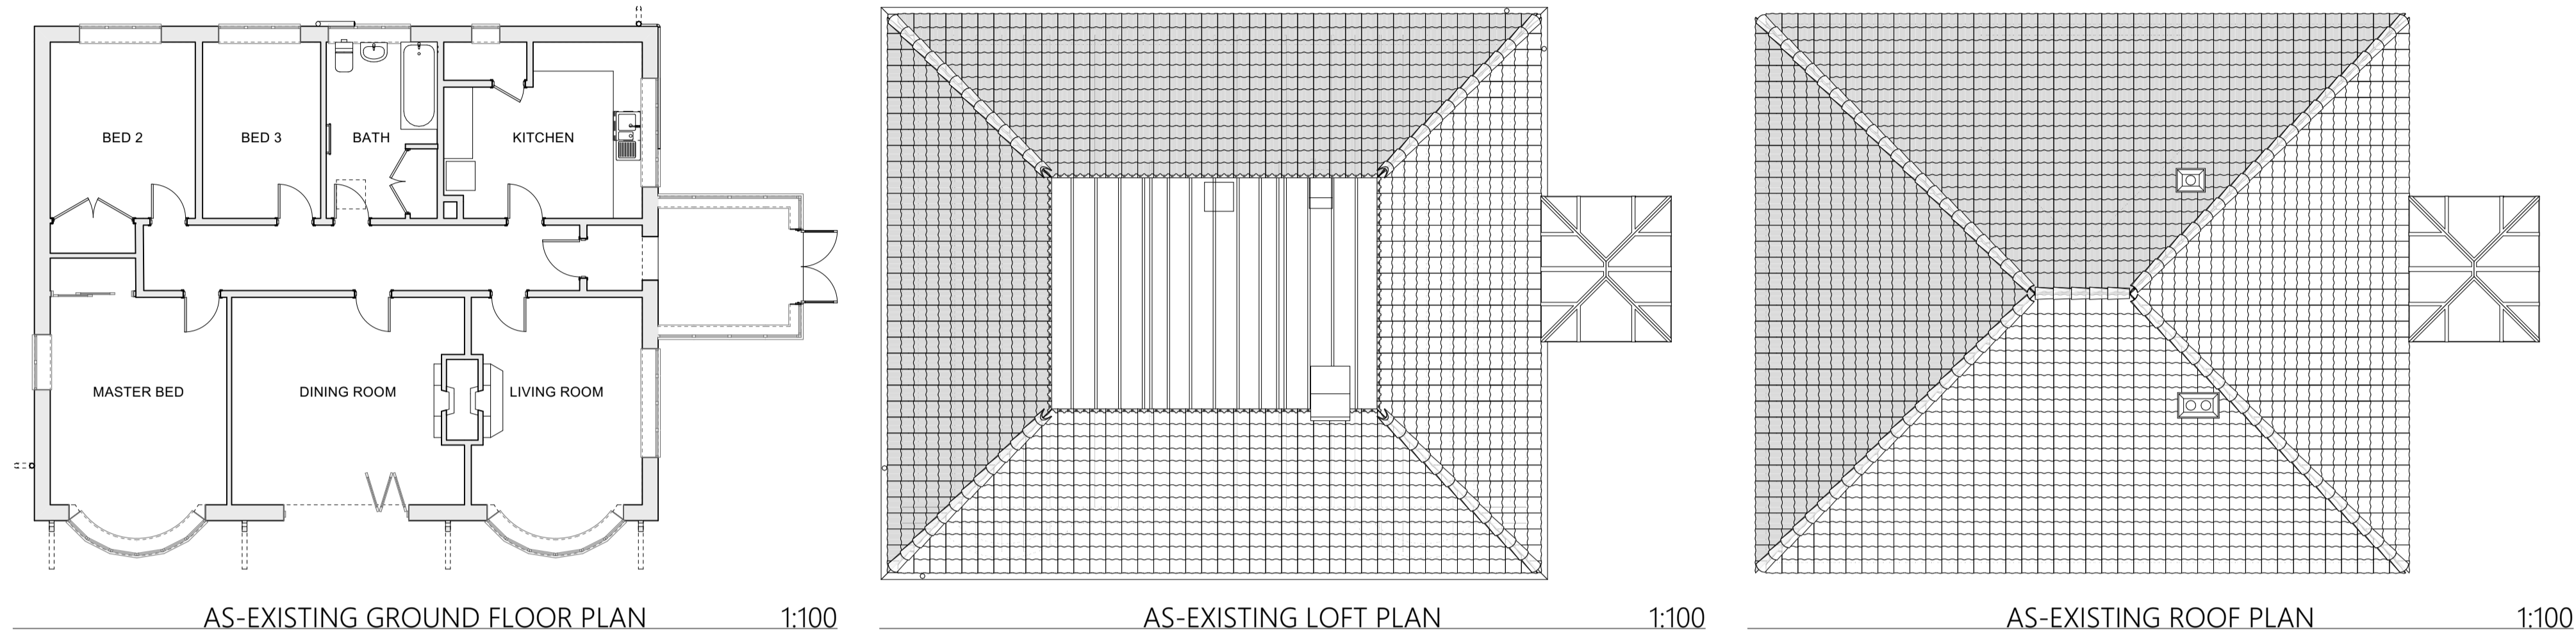 BED 2
BED 3
BATH
KITCHEN
MASTER BED
DINING ROOM
LIVING ROOM
AS-EXISTING GROUND FLOOR PLAN 1:100
AS-EXISTING LOFT PLAN 1:100
AS-EXISTING ROOF PLAN 1:100